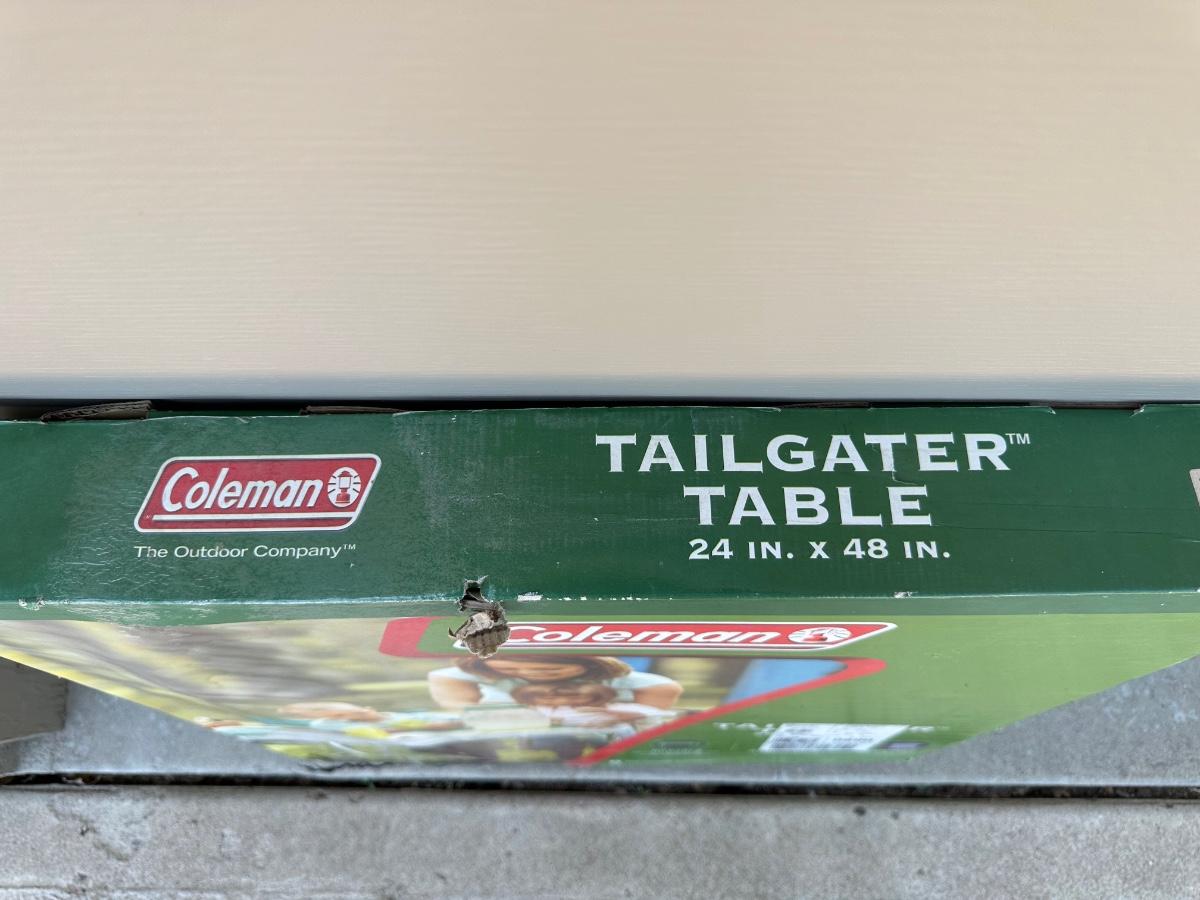 Coleman
The Outdoor Company™
TAILGATER™
TABLE
24 IN. X 48 IN.
Coleman